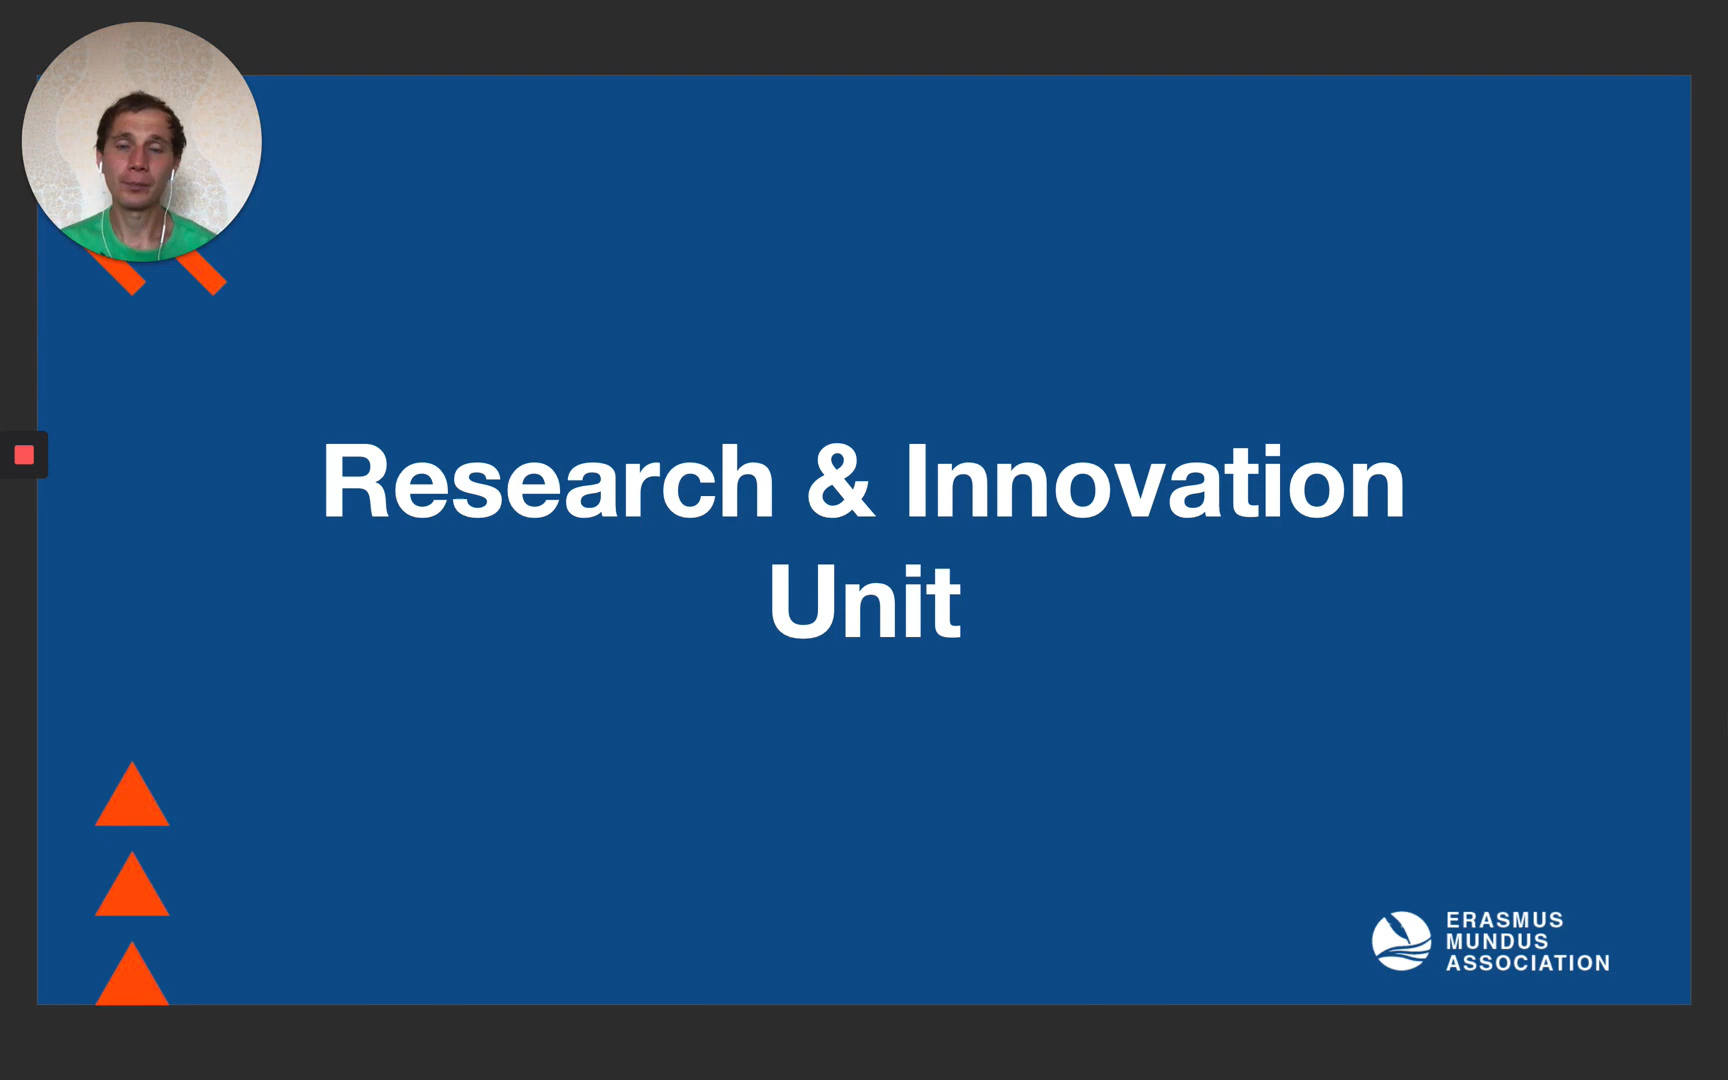 Research & Innovation
Unit
ERASMUS
MUNDUS
ASSOCIATION